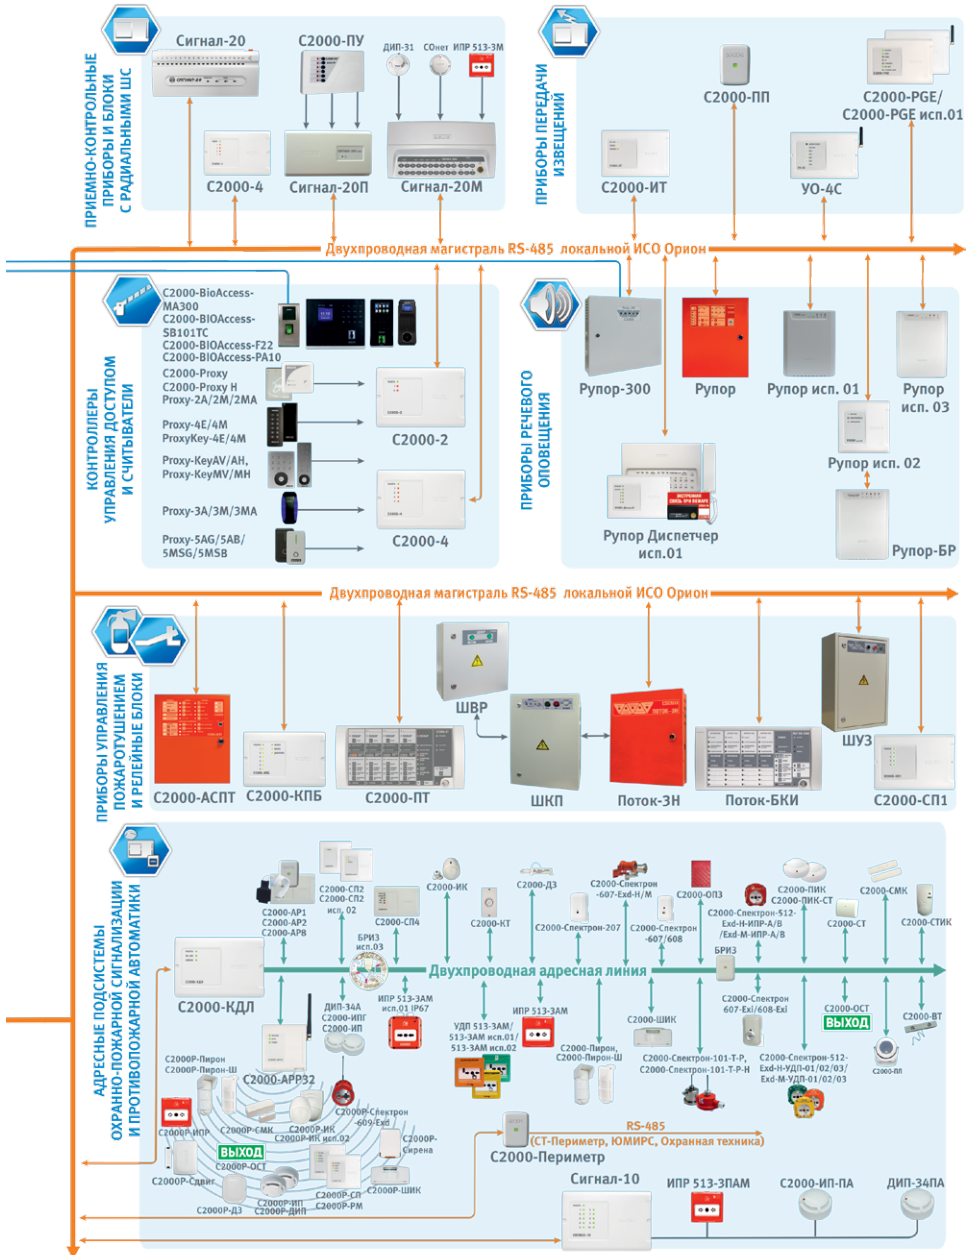 ПРИЕМНО-КОНТРОЛЬНЫЕ
ПРИБОРЫ И БЛОКИ
С РАДИАЛЬНЫМИ ШС
Сигнал-20
С2000-ПУ
ДИП-31
СОнет
ИПР 513-3М
С2000-4
Сигнал-20П
Сигнал-20М
ПРИБОРЫ ПЕРЕДАЧИ
ИЗВЕЩЕНИЙ
С2000-ПП
С2000-PGE/
С2000-PGE исп.01
С2000-ИТ
УО-4С
Двухпроводная магистраль RS-485 локальной ИСО Орион
КОНТРОЛЛЕРЫ
УПРАВЛЕНИЯ ДОСТУПОМ
И СЧИТЫВАТЕЛИ
C2000-BioAccess-
MA300
C2000-BIOAccess-
SB101TC
C2000-BIOAccess-F22
C2000-BIOAccess-PA10
C2000-Proxy
C2000-Proxy H
Proxy-2A/2M/2MA
Proxy-4E/4M
ProxyKey-4E/4M
Proxy-KeyAV/AH,
Proxy-KeyMV/MH
Proxy-3A/3M/3MA
Proxy-5AG/5AB/
5MSG/5MSB
С2000-2
С2000-4
ПРИБОРЫ РЕЧЕВОГО
ОПОВЕЩЕНИЯ
Рупор-300
Рупор
Рупор исп. 01
Рупор
исп. 03
Рупор исп. 02
ЭКСТРЕННАЯ
СВЯЗЬ ПРИ ПОЖАРЕ
Рупор Диспетчер
исп.01
Рупор-БР
Двухпроводная магистраль RS-485 локальной ИСО Орион
ПРИБОРЫ УПРАВЛЕНИЯ
ПОЖАРОТУШЕНИЕМ
И РЕЛЕЙНЫЕ БЛОКИ
ШВР
ШУЗ
С2000-АСПТ
С2000-КПБ
С2000-ПТ
ШКП
Поток-3Н
Поток-БКИ
С2000-СП1
АДРЕСНЫЕ ПОДСИСТЕМЫ
ОХРАННО-ПОЖАРНОЙ СИГНАЛИЗАЦИИ
И ПРОТИВОПОЖАРНОЙ АВТОМАТИКИ
С2000-АР1
С2000-АР2
С2000-АР8
С2000-СП2
С2000-СП2
исп. 02
С2000-СП4
БРИЗ
исп.03
С2000-ИК
С2000-КТ
С2000-ДЗ
С2000-Спектрон-207
С2000-Спектрон
-607-Exd-H/M
С2000-Спектрон
-607/608
С2000-ОПЗ
БРИЗ
С2000-Спектрон-512-
Exd-Н-ИПР-А/В
/Exd-М-ИПР-А/В
С2000-ПИК
С2000-ПИК-СТ
С2000-СТ
С2000-СМК
С2000-СТИК
Двухпроводная адресная линия
С2000-КДЛ
С2000-АРР32
ДИП-34А
С2000-ИПГ
С2000-ИП
ИПР 513-3АМ
исп.01 IP67
УДП 513-3АМ/
513-3АМ исп.01/
513-3АМ исп.02
ИПР 513-3АМ
С2000-Пирон,
С2000-Пирон-Ш
С2000-ШИК
С2000-Спектрон-101-Т-Р,
С2000-Спектрон-101-Т-Р-Н
С2000-Спектрон
607-Exi/608-Exi
С2000-Спектрон-512-
Exd-Н-УДП-01/02/03/
Exd-М-УДП-01/02/03
С2000-ОСТ
ВЫХОД
С2000-ПЛ
С2000-ВТ
С2000Р-Пирон
С2000Р-Пирон-Ш
С2000Р-ИПР
С2000Р-СМК
С2000Р-ИК
С2000Р-ИК исп.02
С2000Р-Спектрон
-609-Exd
С2000Р-
Сирена
ВЫХОД
С2000Р-ОСТ
С2000Р-Сдвиг
С2000Р-ДЗ
С2000Р-ИП
С2000Р-ДИП
С2000Р-СП
С2000Р-РМ
С2000Р-ШИК
С2000-Периметр
RS-485
(СТ-Периметр, ЮМИРС, Охранная техника)
Сигнал-10
ИПР 513-3ПАМ
С2000-ИП-ПА
ДИП-34ПА